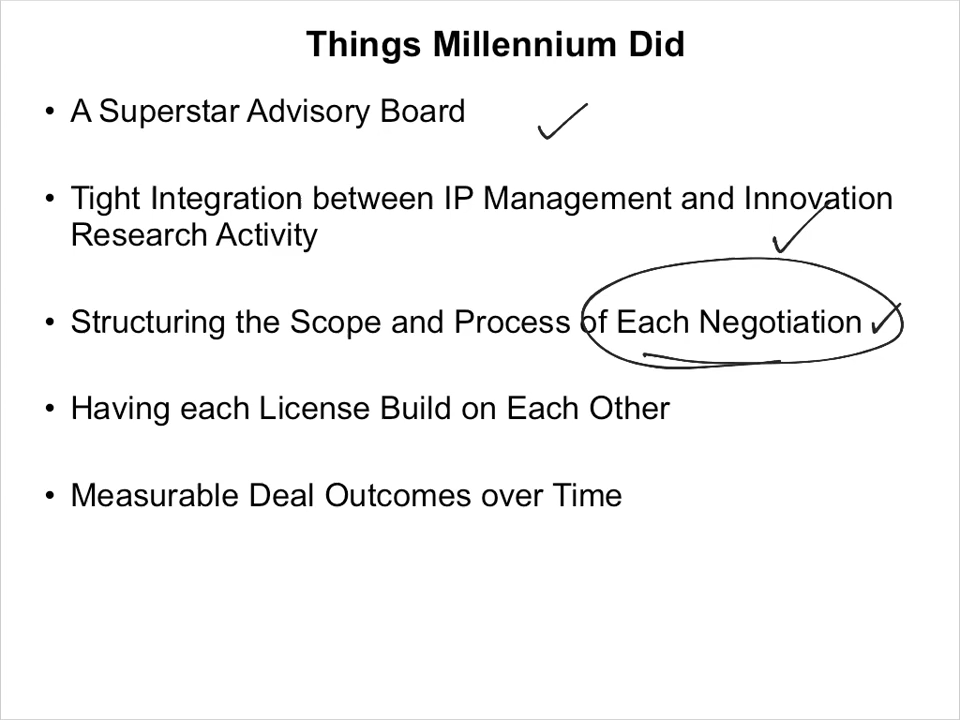 Things Millennium Did
• A Superstar Advisory Board
• Tight Integration between IP Management and Innovation
Research Activity
• Structuring the Scope and Process of Each Negotiation
• Having each License Build on Each Other
• Measurable Deal Outcomes over Time